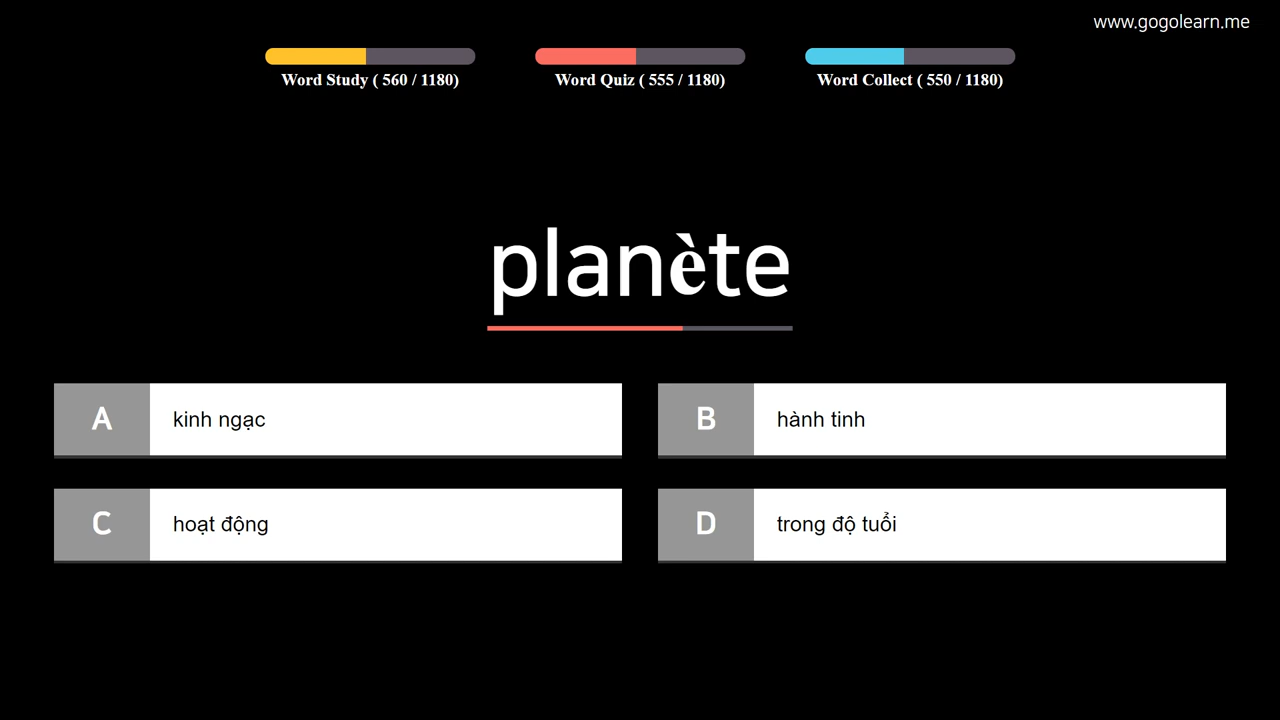 www.gogolearn.me
Word Study ( 560 / 1180)
Word Quiz ( 555 / 1180)
Word Collect ( 550 / 1180)
planète
A
kinh ngạc
B
hành tinh
C
hoạt động
D
trong độ tuổi